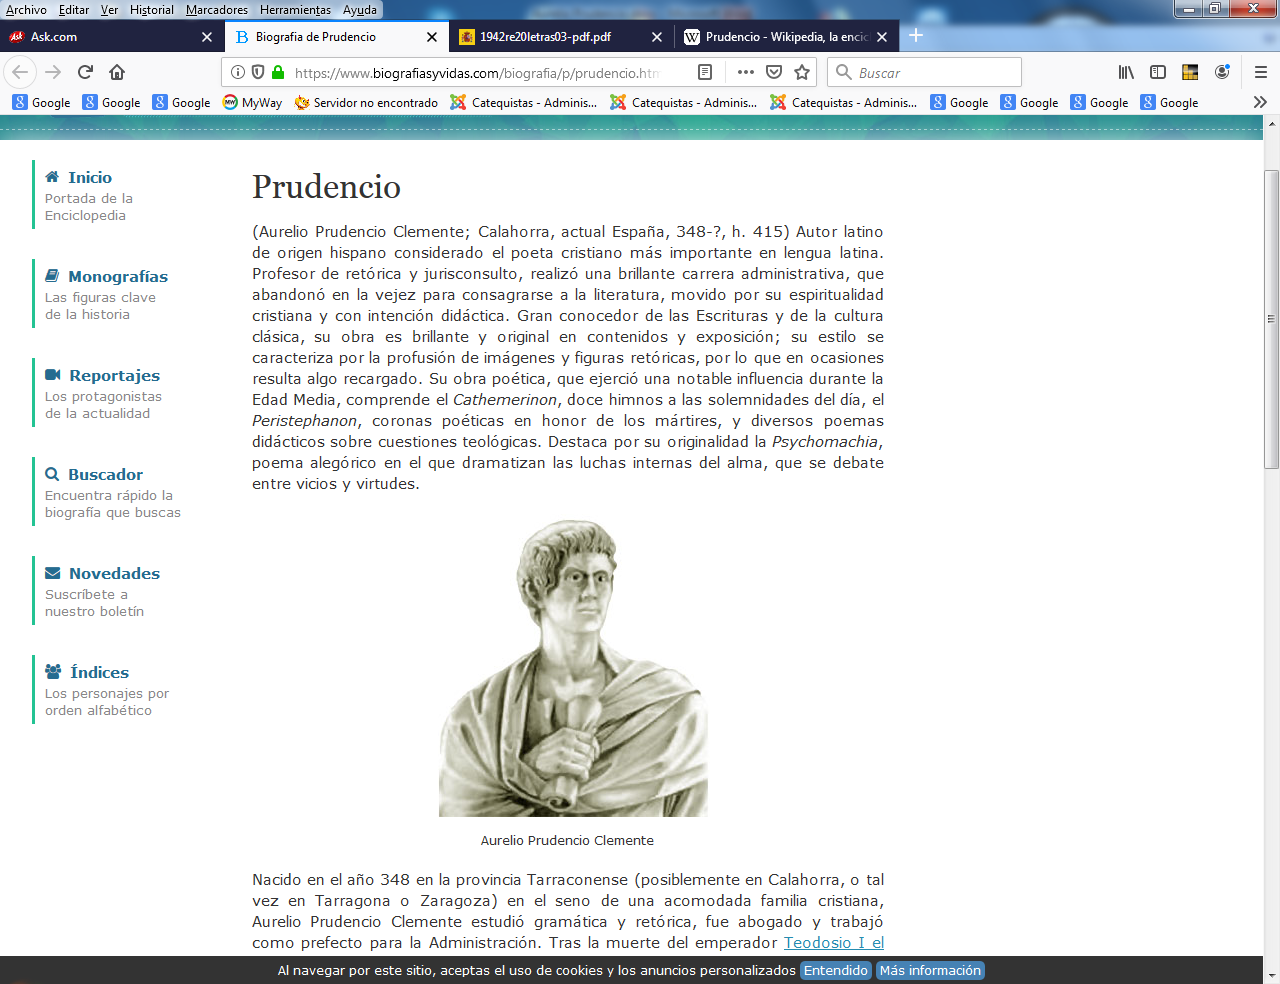 Archivo Editar Ver Historial Marcadores Herramientas Ayuda
Ask.com
Biografia de Prudencio
1942re20letras03-pdf.pdf
Prudencio - Wikipedia, la encic
https://www.biografiasyvidas.com/biografia/p/prudencio.htm
Buscar
Google Google Google MyWay Servidor no encontrado Catequistas - Adminis... Catequistas - Adminis... Catequistas - Adminis... Google Google Google Google
Inicio
Portada de la
Enciclopedia
Monografías
Las figuras clave
de la historia
Reportajes
Los protagonistas
de la actualidad
Buscador
Encuentra rápido la
biografía que buscas
Novedades
Suscríbete a
nuestro boletín
Índices
Los personajes por
orden alfabético
Prudencio
(Aurelio Prudencio Clemente; Calahorra, actual España, 348-?, h. 415) Autor latino
de origen hispano considerado el poeta cristiano más importante en lengua latina.
Profesor de retórica y jurisconsulto, realizó una brillante carrera administrativa, que
abandonó en la vejez para consagrarse a la literatura, movido por su espiritualidad
cristiana y con intención didáctica. Gran conocedor de las Escrituras y de la cultura
clásica, su obra es brillante y original en contenidos y exposición; su estilo se
caracteriza por la profusión de imágenes y figuras retóricas, por lo que en ocasiones
resulta algo recargado. Su obra poética, que ejerció una notable influencia durante la
Edad Media, comprende el Cathemerinon, doce himnos a las solemnidades del día, el
Peristephanon, coronas poéticas en honor de los mártires, y diversos poemas
didácticos sobre cuestiones teológicas. Destaca por su originalidad la Psychomachia,
poema alegórico en el que dramatizan las luchas internas del alma, que se debate
entre vicios y virtudes.
Aurelio Prudencio Clemente
Nacido en el año 348 en la provincia Tarraconense (posiblemente en Calahorra, o tal
vez en Tarragona o Zaragoza) en el seno de una acomodada familia cristiana,
Aurelio Prudencio Clemente estudió gramática y retórica, fue abogado y trabajó
como prefecto para la Administración. Tras la muerte del emperador Teodosio I el
Al navegar por este sitio, aceptas el uso de cookies y los anuncios personalizados Entendido Más información